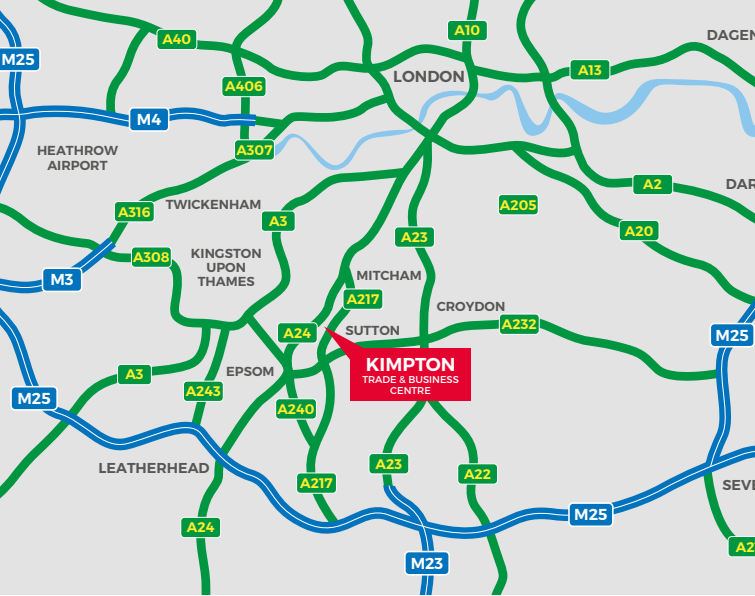 A10
DAGEN
A40
M25
A13
LONDON
A406
M4
HEATHROW
AIRPORT
A307
A2
DAR
TWICKENHAM
A205
A316
A3
A20
A23
A308
KINGSTON
UPON
THAMES
M3
MITCHAM
A217
CROYDON
A24
SUTTON
A232
M25
KIMPTON
TRADE & BUSINESS
CENTRE
A3
EPSOM
A243
M25
A240
LEATHERHEAD
A23
A22
A217
SEVE
M25
A24
A2
M23